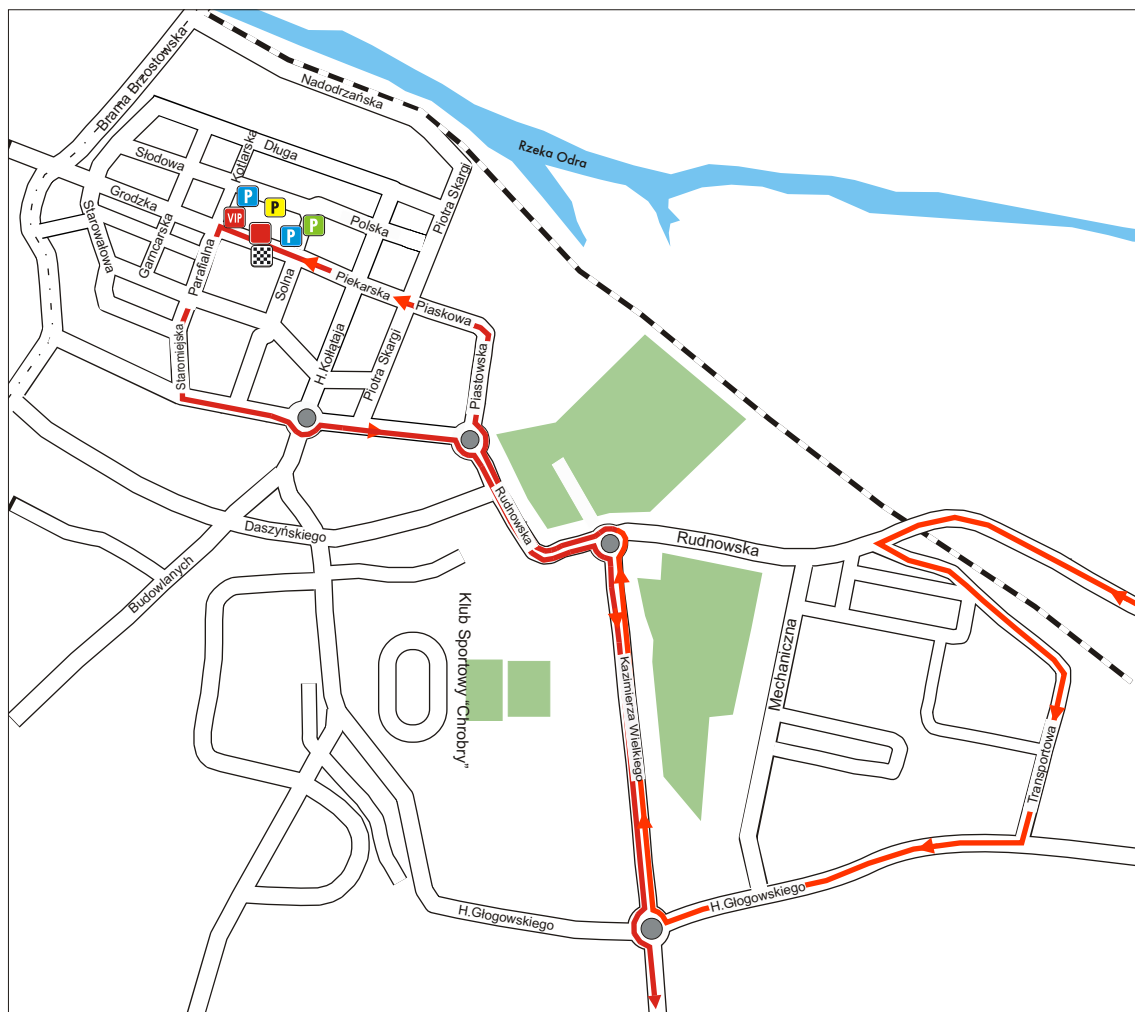 Brama Brzostowska
Nadodrzańska
Rzeka Odra
Kotlarska
Długa
Słodowa
Piotra Skargi
Grodzka
P
P
Polska
VIP
P
P
Starowałowa
Garncarska
Parafialna
Solna
Piekarska
Piaskowa
Staromiejska
H.Kołłątaja
Piotra Skargi
Piastowska
Rudnowska
Daszyńskiego
Rudnowska
Budowlanych
Klub Sportowy "Chrobry"
Kazimierza Wielkiego
Mechaniczna
Transportowa
H.Głogowskiego
H.Głogowskiego